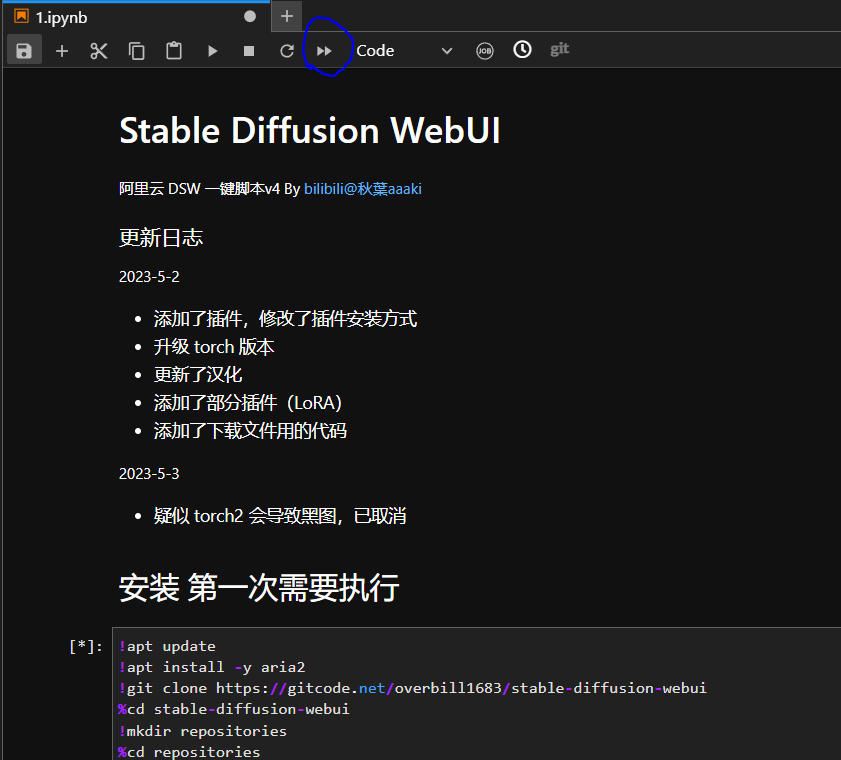 1.ipynb
Code
JOB
git
Stable Diffusion WebUI
阿里云 DSW 一键脚本v4 By bilibili@秋葉aaaki
更新日志
2023-5-2
添加了插件，修改了插件安装方式
升级 torch 版本
更新了汉化
添加了部分插件（LoRA）
添加了下载文件用的代码
2023-5-3
疑似 torch2 会导致黑图，已取消
安装 第一次需要执行
[*]: !apt update
!apt install -y aria2
!git clone https://gitcode.net/overbill1683/stable-diffusion-webui
%cd stable-diffusion-webui
!mkdir repositories
%cd repositories